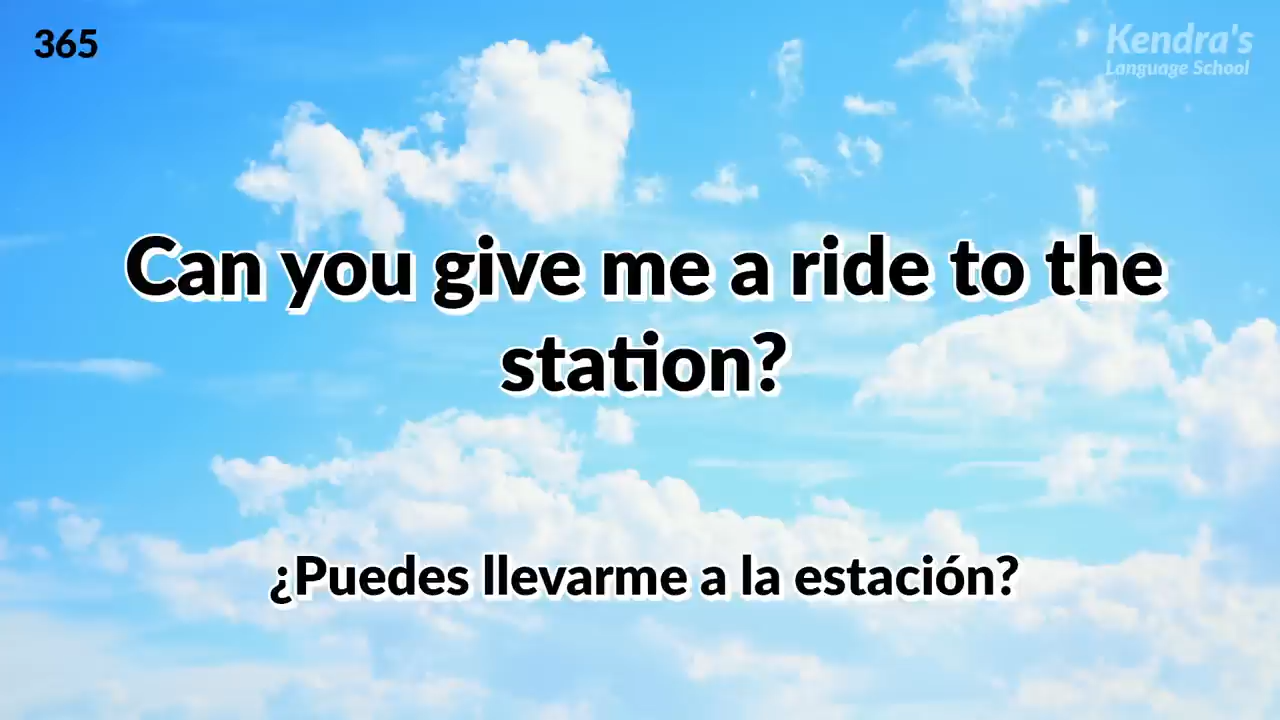 365
Kendra's
Language School
Can you give me a ride to the
station?
¿Puedes llevarme a la estación?